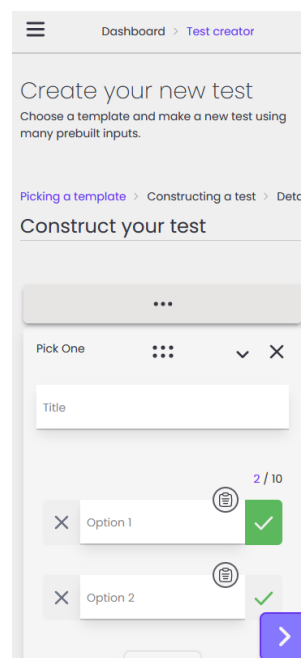 Dashboard > Test creator
Create your new test
Choose a template and make a new test using
many prebuilt inputs.
Picking a template > Constructing a test > Deta
Construct your test
Pick One
Title
2 / 10
Option 1
Option 2